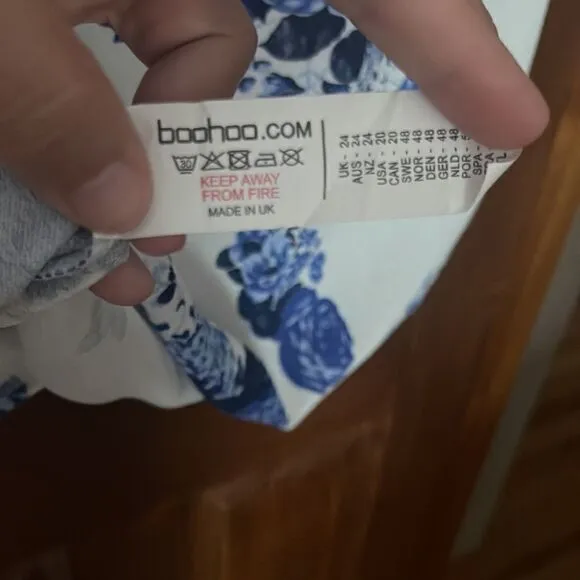 boohoo.COM
30
KEEP AWAY
FROM FIRE
MADE IN UK
UK - 24
AUS - 24
NZ - 24
USA - 20
CAN - 20
SWE - 48
NOR - 48
DEN - 48
GER - 48
NLD - 48
POR -
SPA -